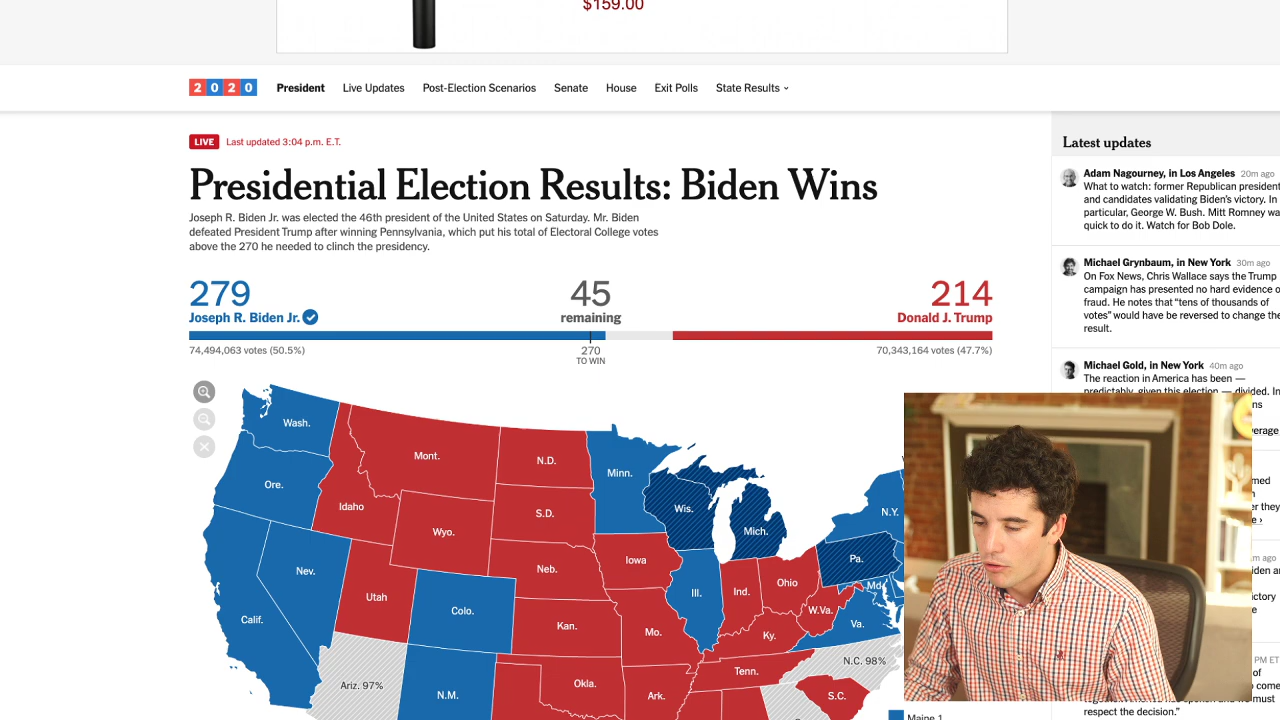 $159.00
2020
President
Live Updates
Post-Election Scenarios
Senate
House
Exit Polls
State Results
LIVE
Last updated 3:04 p.m. E.T.
Presidential Election Results: Biden Wins
Joseph R. Biden Jr. was elected the 46th president of the United States on Saturday. Mr. Biden
defeated President Trump after winning Pennsylvania, which put his total of Electoral College votes
above the 270 he needed to clinch the presidency.
279
45
214
Joseph R. Biden Jr.
remaining
Donald J. Trump
74,494,063 votes (50.5%)
270
TO WIN
70,343,164 votes (47.7%)
Wash.
Mont.
N.D.
Minn.
Ore.
Idaho
S.D.
Wis.
Mich.
N.Y.
Wyo.
Nev.
Neb.
Iowa
Pa.
Utah
Colo.
Ill.
Ind.
Ohio
Md.
Calif.
Kan.
Mo.
W.Va.
Va.
Ky.
N.C. 98%
Ariz. 97%
N.M.
Okla.
Ark.
Tenn.
S.C.
Maine 1
Latest updates
Adam Nagourney, in Los Angeles 20m ago
What to watch: former Republican president
and candidates validating Biden's victory. In
particular, George W. Bush. Mitt Romney wa
quick to do it. Watch for Bob Dole.
Michael Grynbaum, in New York 30m ago
On Fox News, Chris Wallace says the Trump
campaign has presented no hard evidence o
fraud. He notes that "tens of thousands of
votes" would have be reversed to change the
result.
Michael Gold, in New York 40m ago
The reaction in America has been —
predictably, given this election — divided. In
respect the decision."